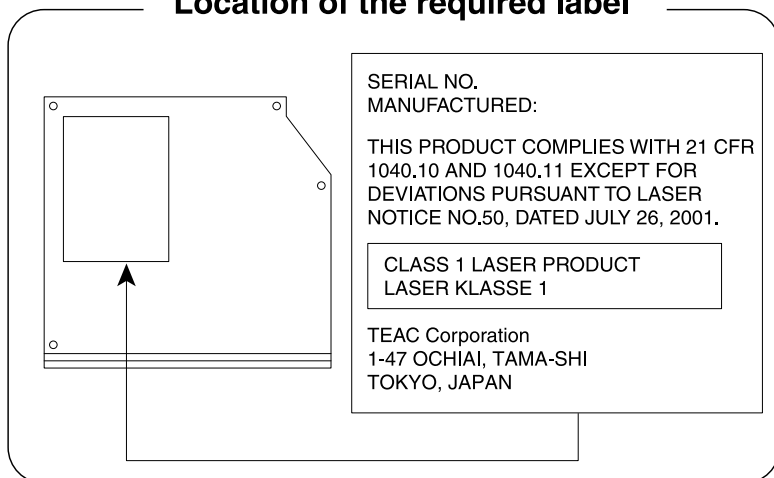 Location of the required label
SERIAL NO.
MANUFACTURED:
THIS PRODUCT COMPLIES WITH 21 CFR
1040.10 AND 1040.11 EXCEPT FOR
DEVIATIONS PURSUANT TO LASER
NOTICE NO.50, DATED JULY 26, 2001.
CLASS 1 LASER PRODUCT
LASER KLASSE 1
TEAC Corporation
1-47 OCHIAI, TAMA-SHI
TOKYO, JAPAN